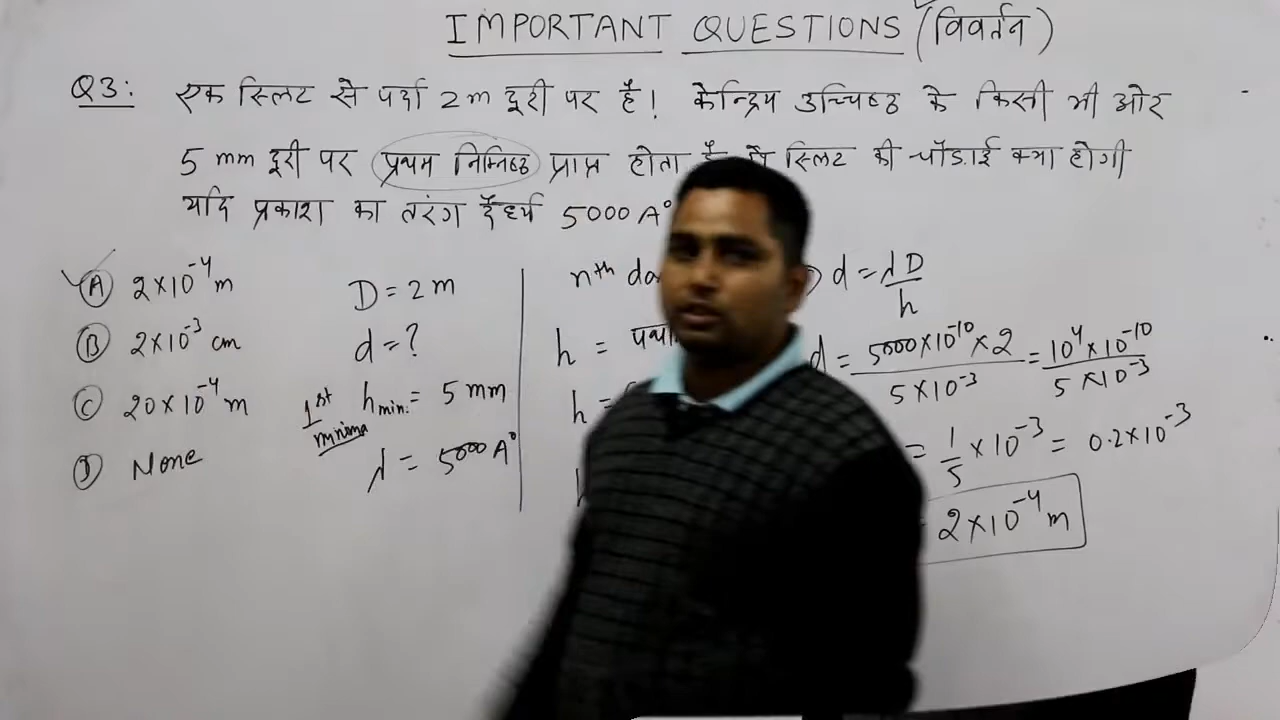 IMPORTANT QUESTIONS (विवर्तन)
Q3: एक स्लिट से पर्दा 2m दूरी पर है। केन्द्रिय उच्चिष्ठ के किसी भी ओर
5 mm दूरी पर प्रथम निम्निष्ठ प्राप्त होता है स्लिट की चौडाई क्या होगी
यदि प्रकाश का तरंग दैर्ध्य 5000 A°
(A) 2×10⁻⁴ m
(B) 2×10⁻³ cm
(C) 20×10⁻⁴ m
(D) None
D = 2 m
d = ?
1st minima h min. = 5 mm
λ = 5000 A°
nth
h =
h =
d = λD/h
d = 5000×10⁻¹⁰×2 / 5×10⁻³ = 10⁴×10⁻¹⁰ / 5×10⁻³
= 1/5 ×10⁻³ = 0.2×10⁻³
2×10⁻⁴ m